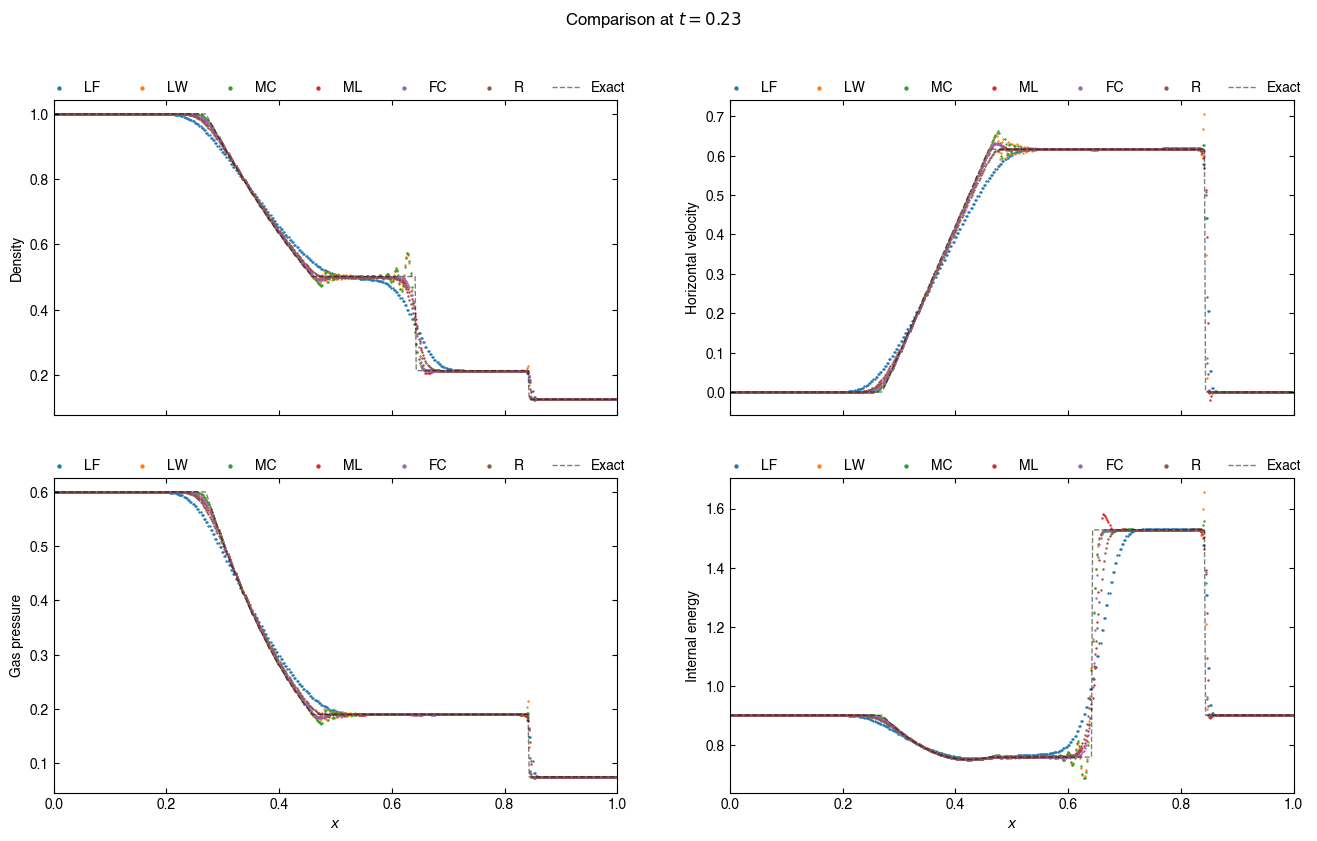 Comparison at t = 0.23
LF LW MC ML FC R Exact
1.0
0.8
0.6
0.4
0.2
Density
LF LW MC ML FC R Exact
0.7
0.6
0.5
0.4
0.3
0.2
0.1
0.0
Horizontal velocity
LF LW MC ML FC R Exact
0.6
0.5
0.4
0.3
0.2
0.1
Gas pressure
0.0 0.2 0.4 0.6 0.8 1.0
x
LF LW MC ML FC R Exact
1.6
1.4
1.2
1.0
0.8
Internal energy
0.0 0.2 0.4 0.6 0.8 1.0
x